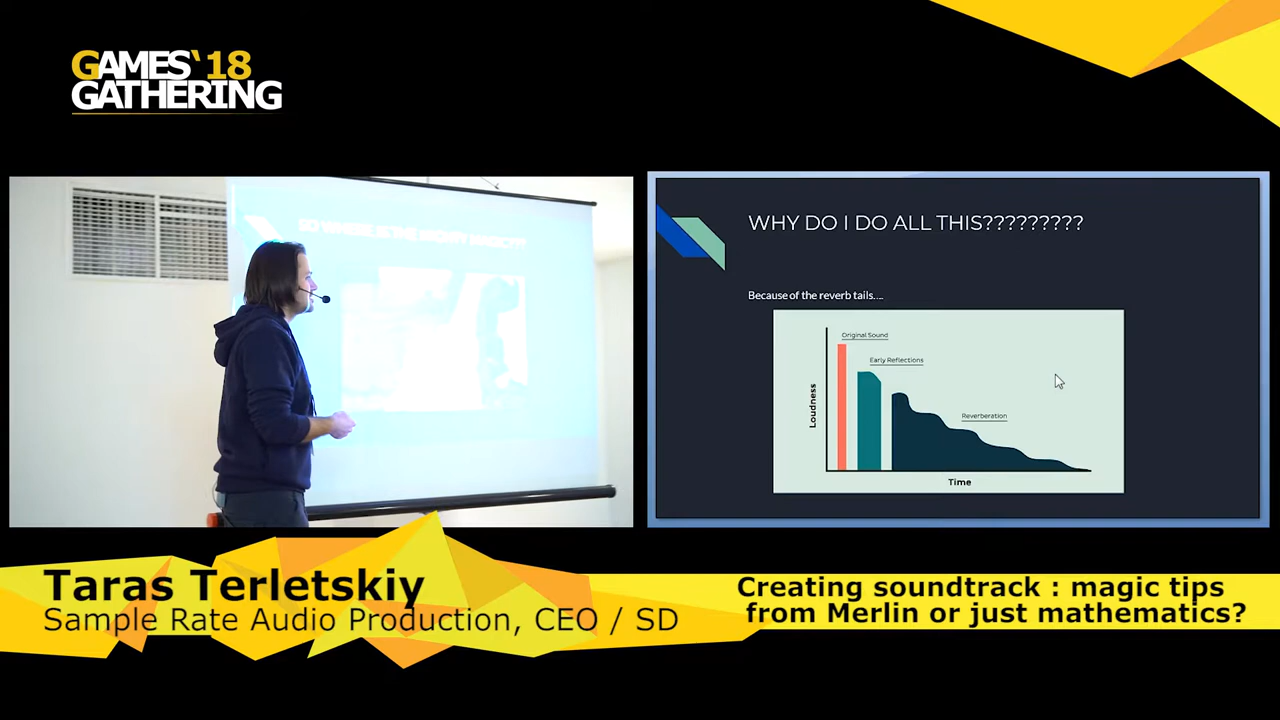 GAMES‘18
GATHERING
WHY DO I DO ALL THIS?????????
Because of the reverb tails....
Original Sound
Early Reflections
Reverberation
Loudness
Time
Taras Terletskiy
Sample Rate Audio Production, CEO / SD
Creating soundtrack : magic tips
from Merlin or just mathematics?